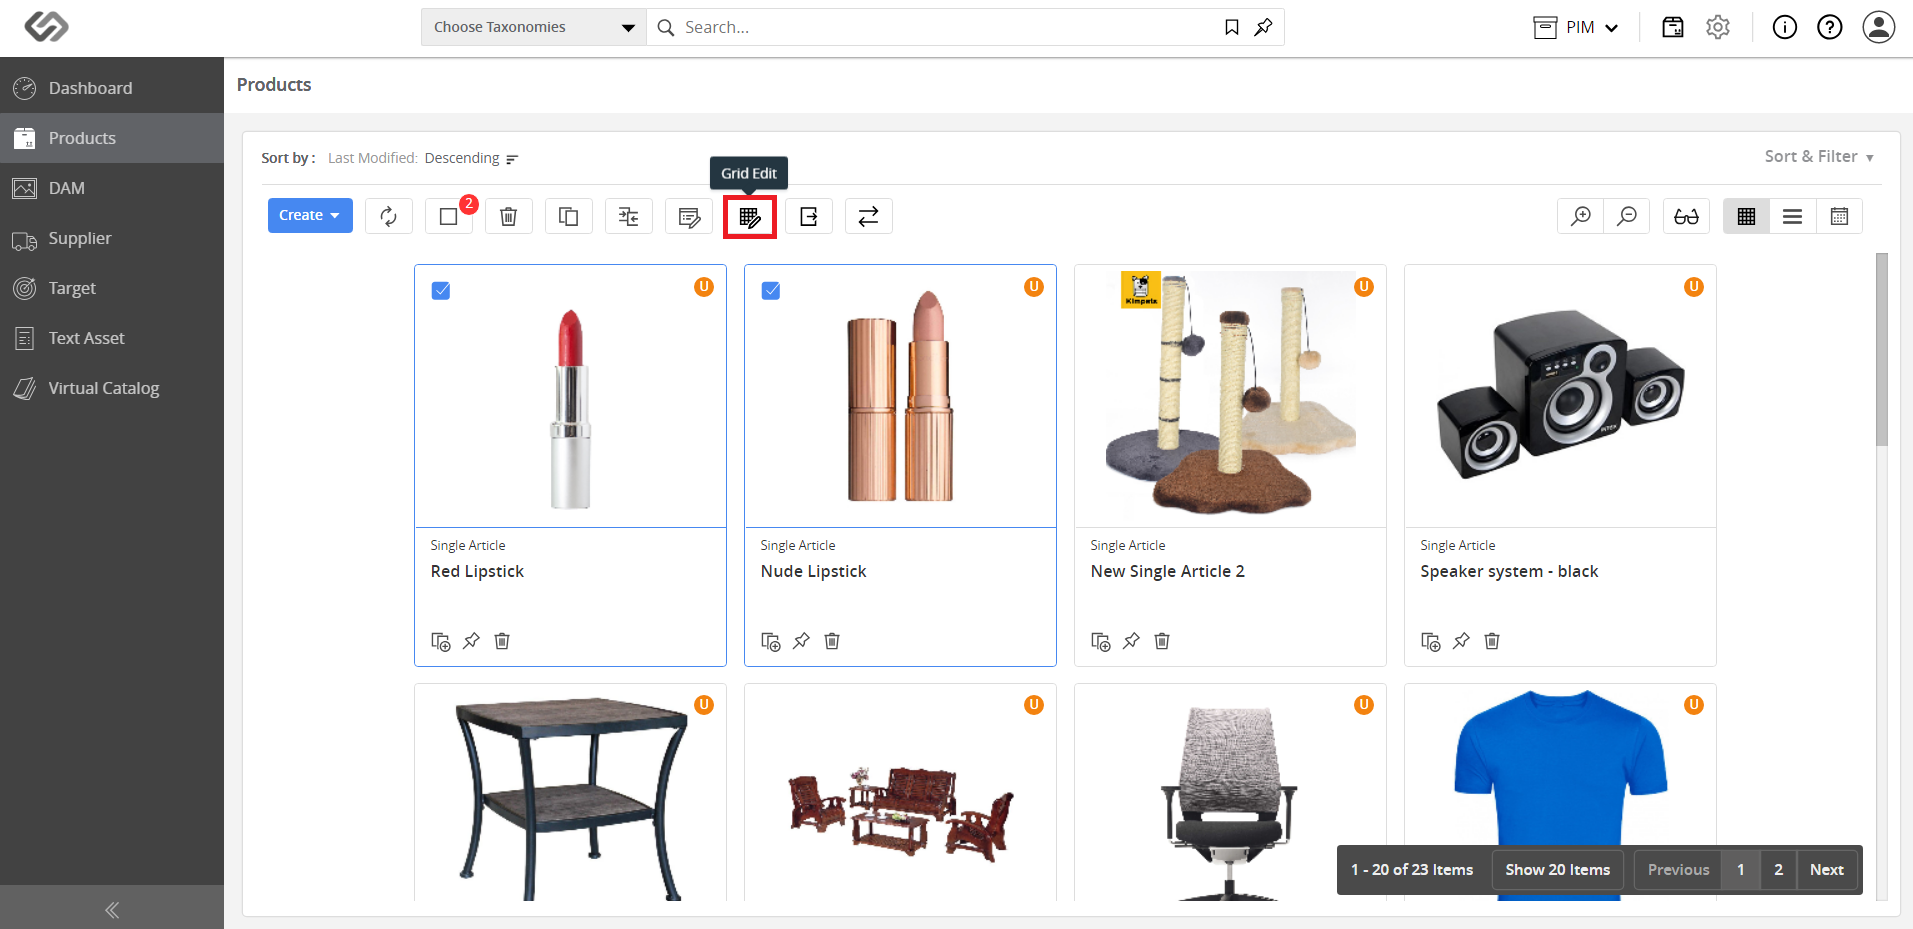 Choose Taxonomies
Search...
PIM
Dashboard
Products
DAM
Supplier
Target
Text Asset
Virtual Catalog
Products
Sort by : Last Modified: Descending
Sort & Filter
Grid Edit
Create
2
U
U
Kimpets
U
U
Single Article
Red Lipstick
Single Article
Nude Lipstick
Single Article
New Single Article 2
Single Article
Speaker system - black
U
U
U
U
1 - 20 of 23 Items
Show 20 Items
Previous
1
2
Next